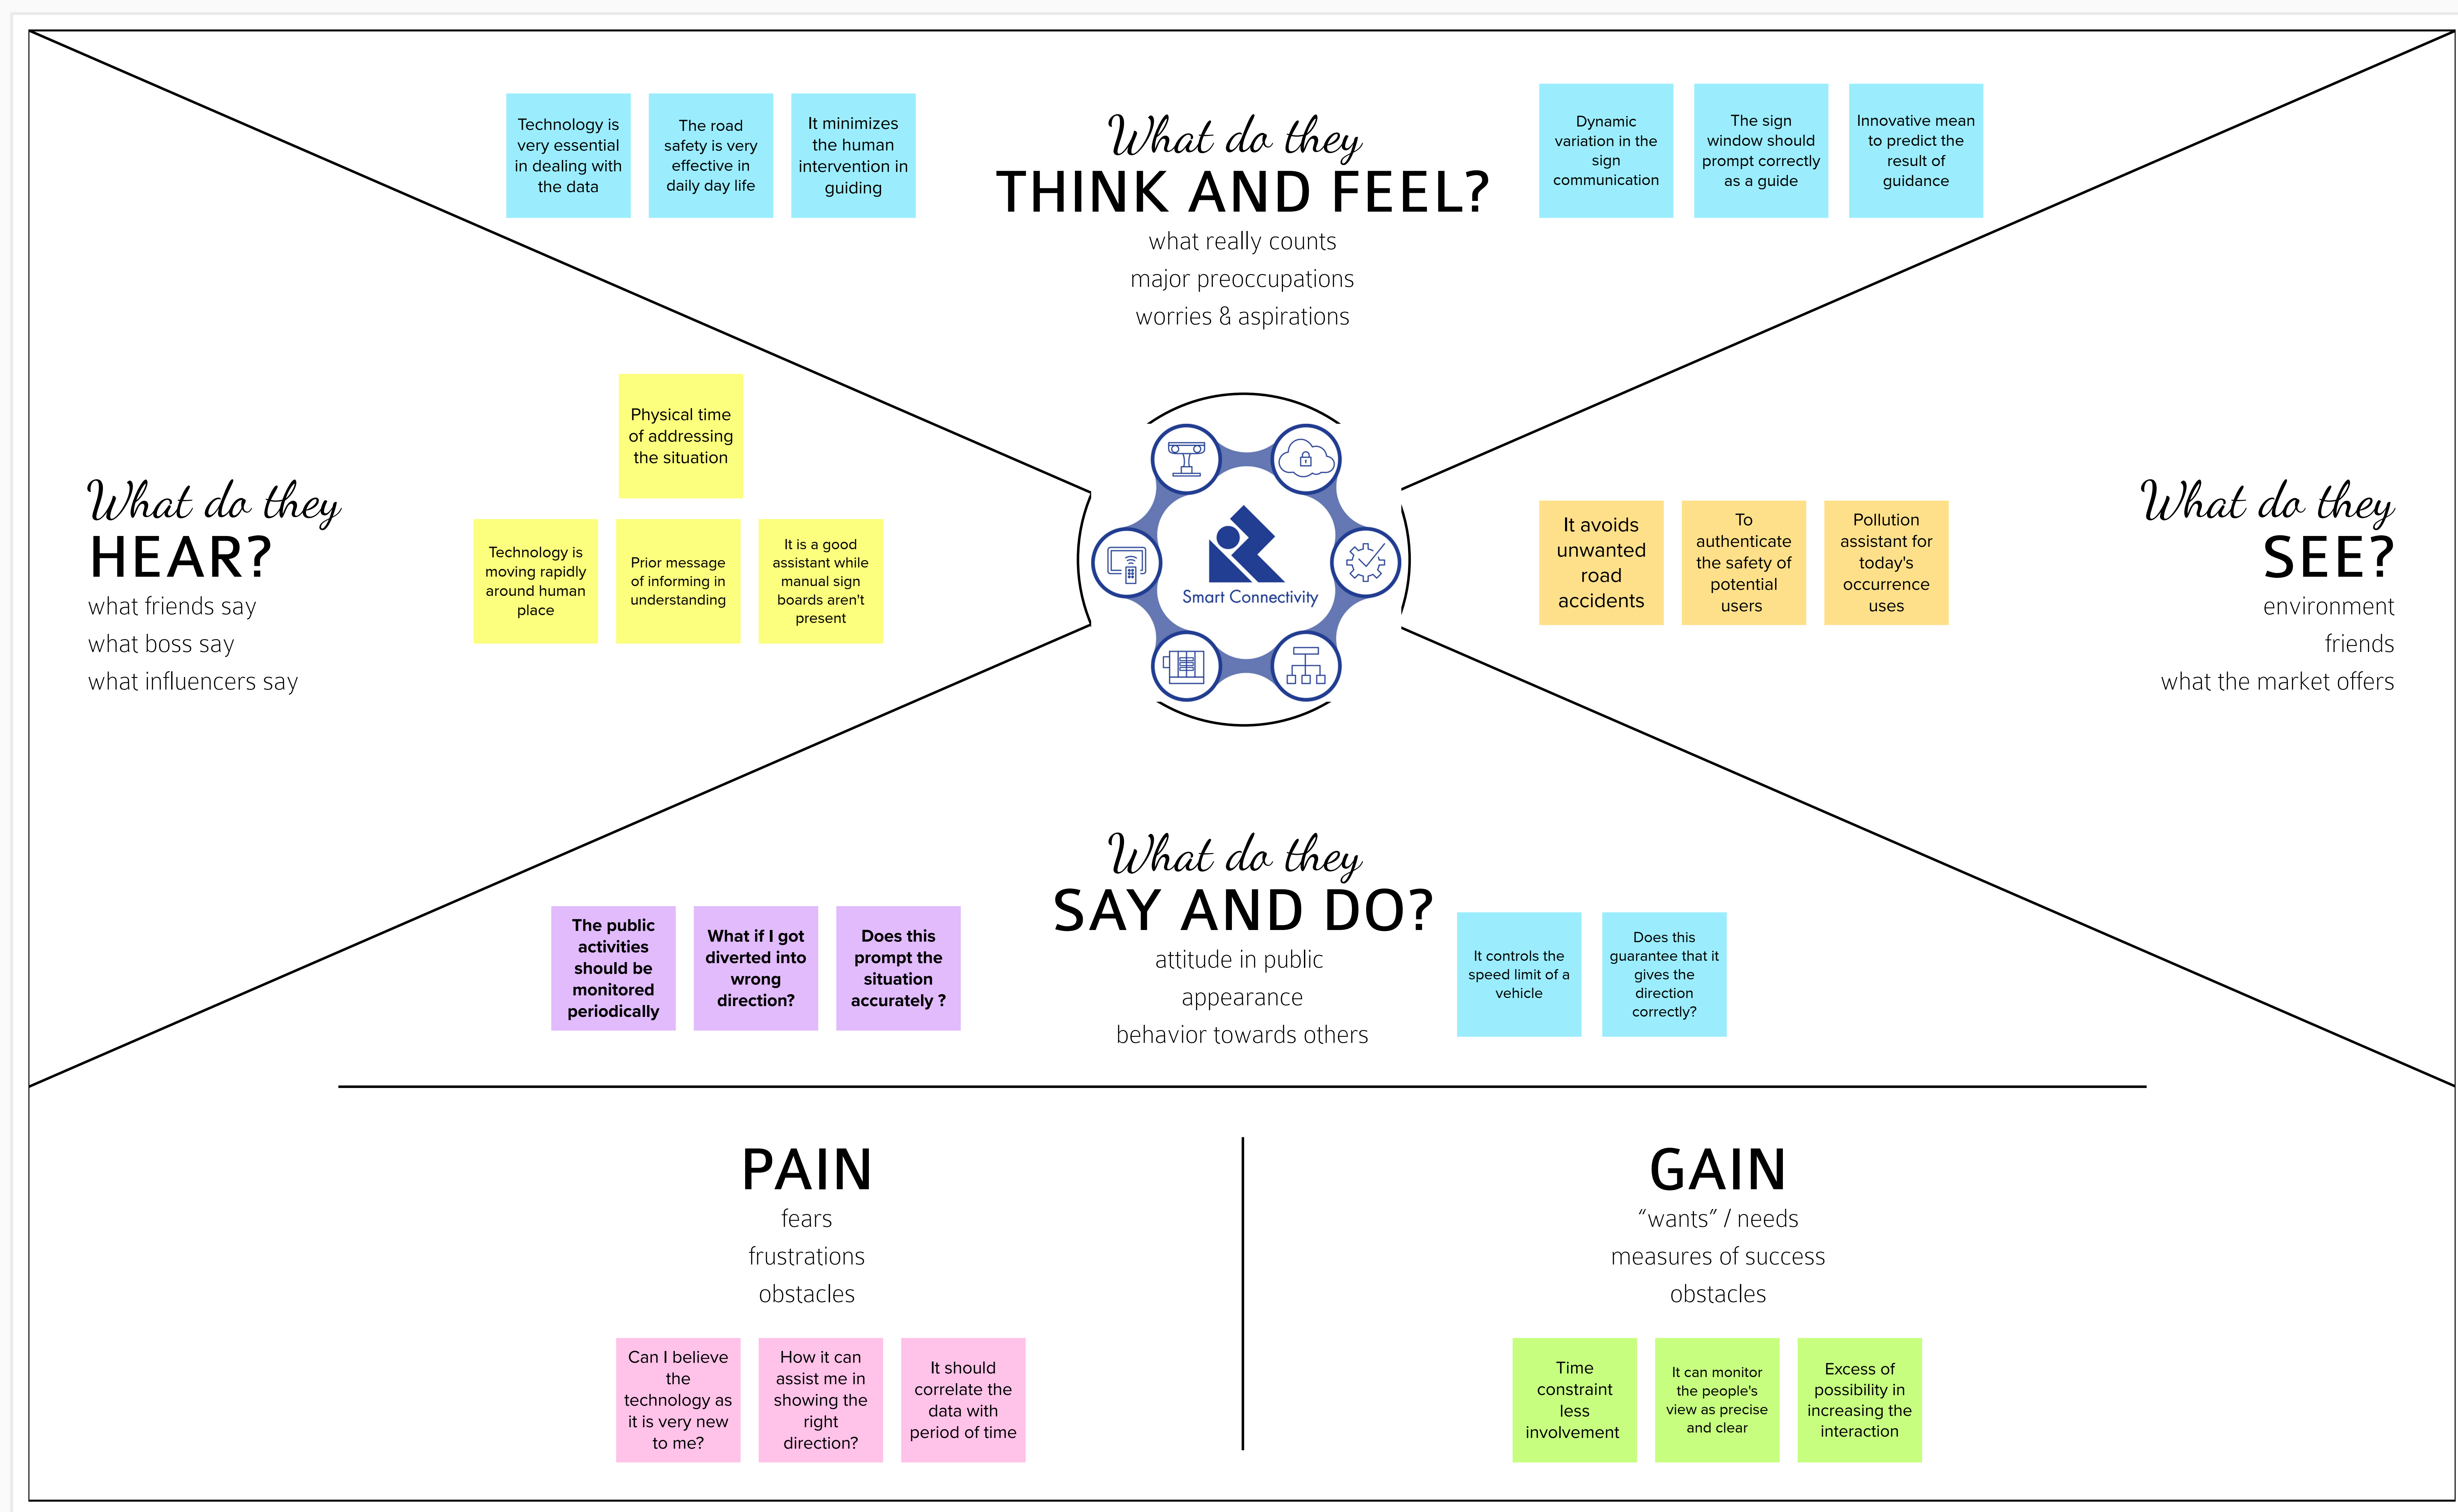 Technology is
very essential
in dealing with
the data
The road
safety is very
effective in
daily day life
It minimizes
the human
intervention in
guiding
What do they
THINK AND FEEL?
what really counts
major preoccupations
worries & aspirations
Dynamic
variation in the
sign
communication
The sign
window should
prompt correctly
as a guide
Innovative mean
to predict the
result of
guidance
What do they
HEAR?
what friends say
what boss say
what influencers say
Physical time
of addressing
the situation
Technology is
moving rapidly
around human
place
Prior message
of informing in
understanding
It is a good
assistant while
manual sign
boards aren't
present
Smart Connectivity
It avoids
unwanted
road
accidents
To
authenticate
the safety of
potential
users
Pollution
assistant for
today's
occurrence
uses
What do they
SEE?
environment
friends
what the market offers
The public
activities
should be
monitored
periodically
What if I got
diverted into
wrong
direction?
Does this
prompt the
situation
accurately ?
What do they
SAY AND DO?
attitude in public
appearance
behavior towards others
It controls the
speed limit of a
vehicle
Does this
guarantee that it
gives the
direction
correctly?
PAIN
fears
frustrations
obstacles
Can I believe
the
technology as
it is very new
to me?
How it can
assist me in
showing the
right
direction?
It should
correlate the
data with
period of time
GAIN
“wants” / needs
measures of success
obstacles
Time
constraint
less
involvement
It can monitor
the people's
view as precise
and clear
Excess of
possibility in
increasing the
interaction